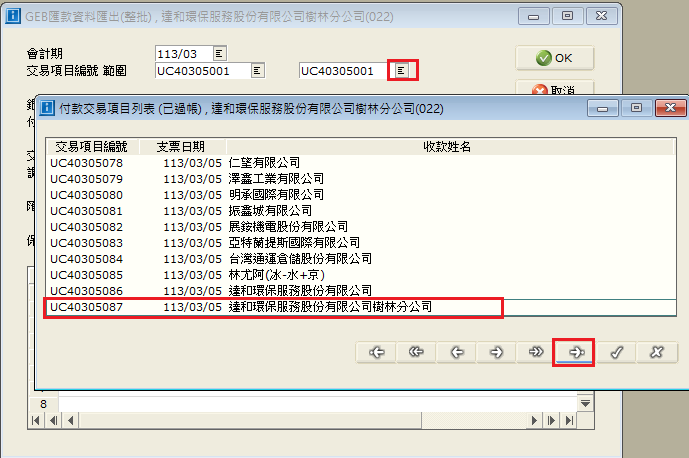 GEB匯款資料匯出(整批) , 達和環保服務股份有限公司樹林分公司(022)
會計期 113/03
OK
交易項目編號 範圍 UC40305001 UC40305001
取消
付款交易項目列表 (已過帳) , 達和環保服務股份有限公司樹林分公司(022)
交易項目編號 支票日期 收款姓名
UC40305078 113/03/05 仁望有限公司
UC40305079 113/03/05 澤鑫工業有限公司
UC40305080 113/03/05 明承國際有限公司
UC40305081 113/03/05 振鑫城有限公司
UC40305082 113/03/05 展銨機電股份有限公司
UC40305083 113/03/05 亞特蘭提斯國際有限公司
UC40305084 113/03/05 台灣通運倉儲股份有限公司
UC40305085 113/03/05 林尤阿(冰-水+京)
UC40305086 113/03/05 達和環保服務股份有限公司
UC40305087 113/03/05 達和環保服務股份有限公司樹林分公司
8